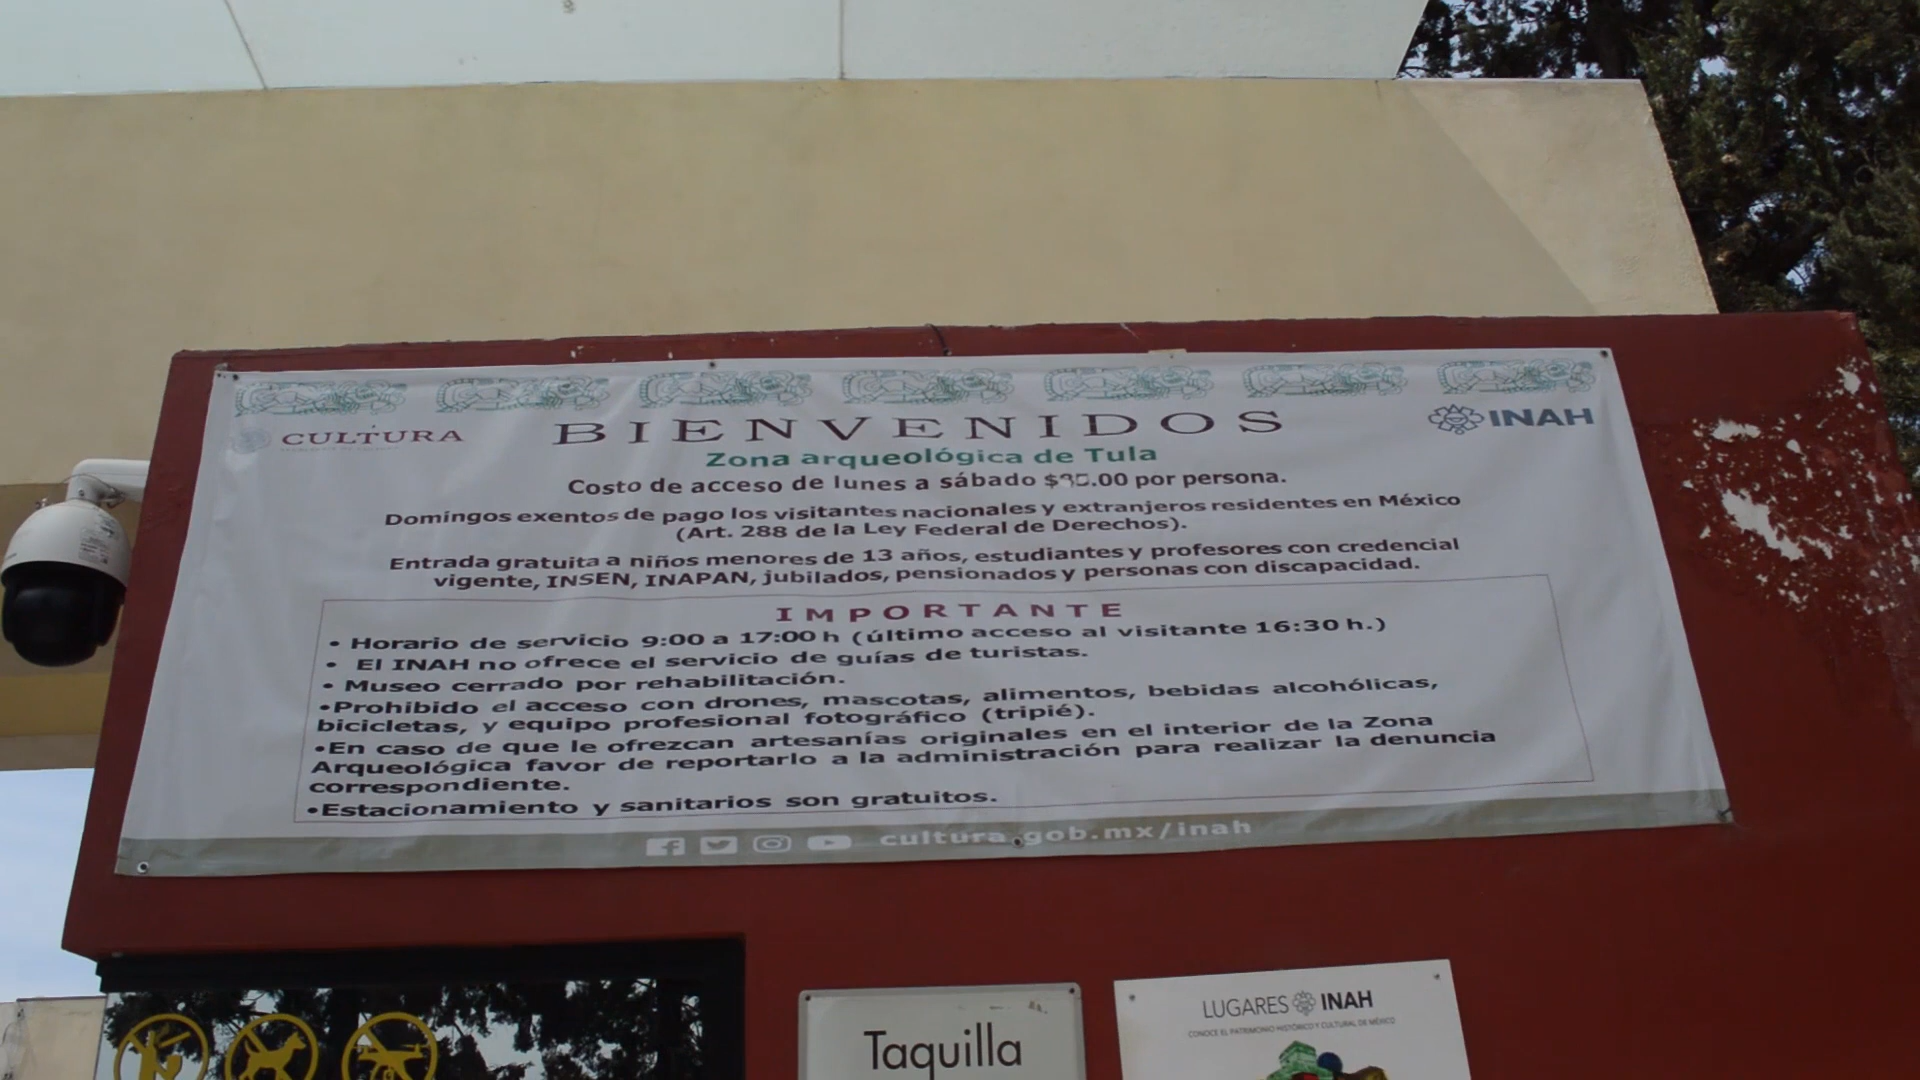 CULTURA
BIENVENIDOS
INAH
Zona arqueológica de Tula
Costo de acceso de lunes a sábado por persona.
Domingos exentos de pago los visitantes nacionales y extranjeros residentes en México
(Art. 288 de la Ley Federal de Derechos).
Entrada gratuita a niños menores de 13 años, estudiantes y profesores con credencial
vigente, INSEN, INAPAN, jubilados, pensionados y personas con discapacidad.
IMPORTANTE
• Horario de servicio 9:00 a 17:00 h (último acceso al visitante 16:30 h.)
• El INAH no ofrece el servicio de guías de turistas.
• Museo cerrado por rehabilitación.
•Prohibido el acceso con drones, mascotas, alimentos, bebidas alcohólicas,
bicicletas, y equipo profesional fotográfico (tripié).
•En caso de que le ofrezcan artesanías originales en el interior de la Zona
Arqueológica favor de reportarlo a la administración para realizar la denuncia
correspondiente.
•Estacionamiento y sanitarios son gratuitos.
cultura.gob.mx/inah
Taquilla
LUGARES INAH
CONOCE EL PATRIMONIO HISTÓRICO Y CULTURAL DE MÉXICO